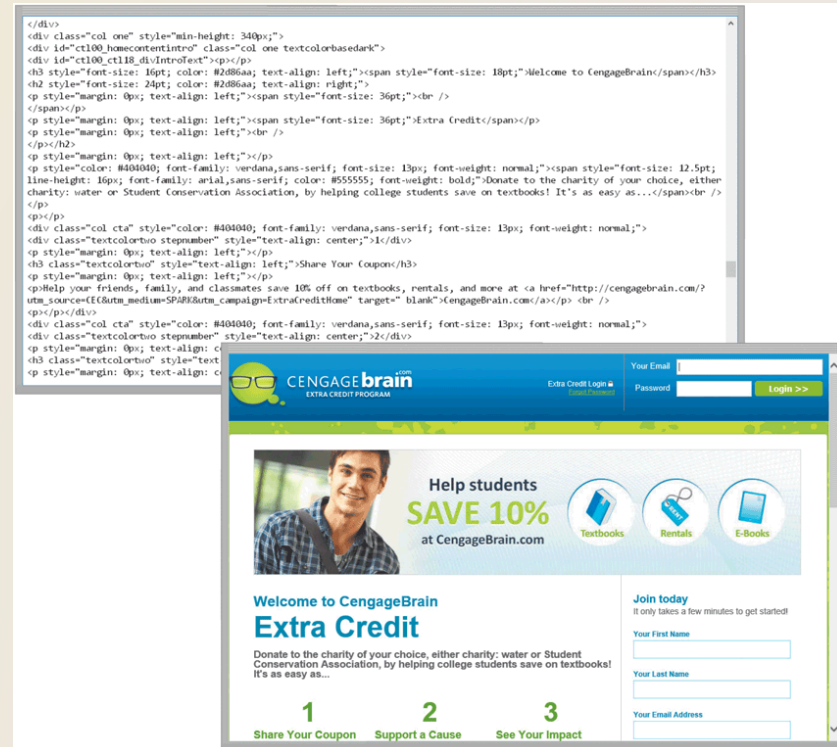 </div>
<div class="col one" style="min-height: 340px;">
<div id="ctl00_homecontentintro" class="col one textcolorbasedark">
<div id="ctl00_ctl18_divIntroText"><p></p>
<h3 style="font-size: 16pt; color: #2d86aa; text-align: left;"><span style="font-size: 18pt;">Welcome to CengageBrain</span></h3>
<h2 style="font-size: 24pt; color: #2d86aa; text-align: right;">
<p style="margin: 0px; text-align: left;"><span style="font-size: 36pt;"><br />
</span></p>
<p style="margin: 0px; text-align: left;"><span style="font-size: 36pt;">Extra Credit</span></p>
<p style="margin: 0px; text-align: left;"><br />
</p></h2>
<p style="margin: 0px; text-align: left;"></p>
<p style="color: #404040; font-family: verdana,sans-serif; font-size: 13px; font-weight: normal;"><span style="font-size: 12.5pt;
line-height: 16px; font-family: arial,sans-serif; color: #555555; font-weight: bold;">Donate to the charity of your choice, either
charity: water or Student Conservation Association, by helping college students save on textbooks! It's as easy as...</span><br />
</p>
<p></p>
<div class="col cta" style="color: #404040; font-family: verdana,sans-serif; font-size: 13px; font-weight: normal;">
<div class="textcolortwo stepnumber" style="text-align: center;">1</div>
<p style="margin: 0px; text-align: left;"></p>
<h3 class="textcolortwo" style="text-align: left;">Share Your Coupon</h3>
<p style="margin: 0px; text-align: left;"></p>
<p>Help your friends, family, and classmates save 10% off on textbooks, rentals, and more at <a href="http://cengagebrain.com/?
utm_source=CEC&utm_medium=SPARK&utm_campaign=ExtraCreditHome" target=" blank">CengageBrain.com</a></p> <br />
<p></p></div>
<div class="col cta" style="color: #404040; font-family: verdana,sans-serif; font-size: 13px; font-weight: normal;">
<div class="textcolortwo stepnumber" style="text-align: center;">2</div>
<p style="margin: 0px; text-align: c
<h3 class="textcolortwo" style="text
<p style="margin: 0px; text-align: c
CENGAGEbrain.com
EXTRA CREDIT PROGRAM
Extra Credit Login
Forgot Password
Your Email
Password
Login >>
Help students
SAVE 10%
at CengageBrain.com
Textbooks
RENT
Rentals
E-Books
Welcome to CengageBrain
Extra Credit
Donate to the charity of your choice, either charity: water or Student
Conservation Association, by helping college students save on textbooks!
It's as easy as...
1 2 3
Share Your Coupon Support a Cause See Your Impact
Join today
It only takes a few minutes to get started!
Your First Name
Your Last Name
Your Email Address